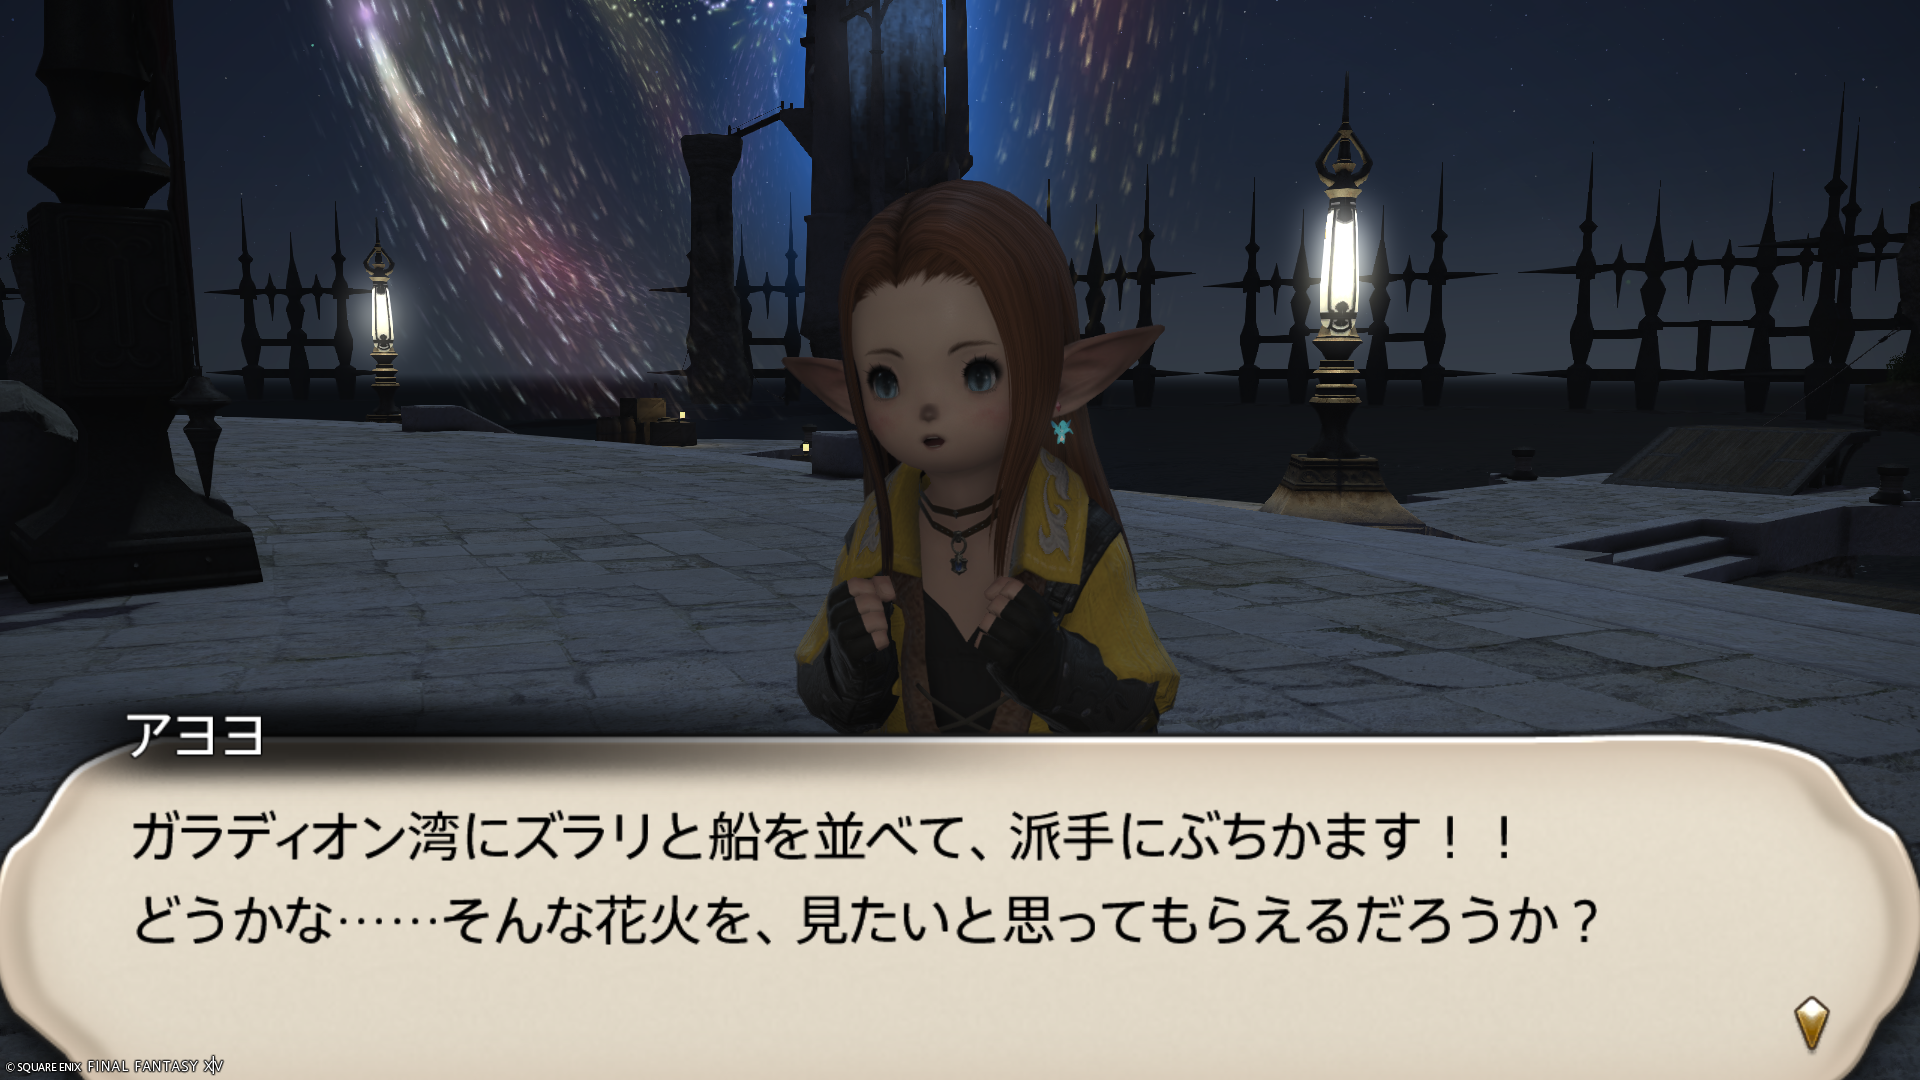 アヨヨ
ガラディオン湾にズラリと船を並べて、派手にぶちかます！！
どうかな……そんな花火を、見たいと思ってもらえるだろうか？
© SQUARE ENIX FINAL FANTASY XIV